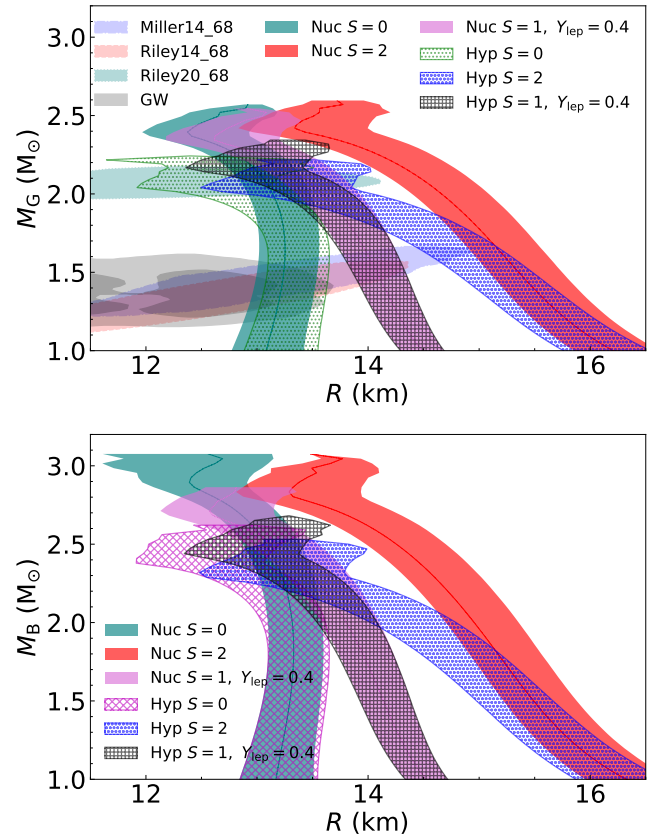 Miller14_68
Riley14_68
Riley20_68
GW
Nuc S = 0
Nuc S = 2
Nuc S = 1, Y_lep = 0.4
Hyp S = 0
Hyp S = 2
Hyp S = 1, Y_lep = 0.4
3.0
2.5
2.0
1.5
1.0
M_G (M_⊙)
12
14
16
R (km)
3.0
2.5
2.0
1.5
1.0
M_B (M_⊙)
Nuc S = 0
Nuc S = 2
Nuc S = 1, Y_lep = 0.4
Hyp S = 0
Hyp S = 2
Hyp S = 1, Y_lep = 0.4
12
14
16
R (km)